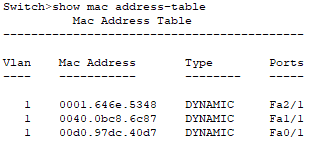 Switch>show mac address-table
Mac Address Table
-------------------------------------------
Vlan Mac Address Type Ports
---- ----------- -------- -----
1 0001.646e.5348 DYNAMIC Fa2/1
1 0040.0bc8.6c87 DYNAMIC Fa1/1
1 00d0.97dc.40d7 DYNAMIC Fa0/1